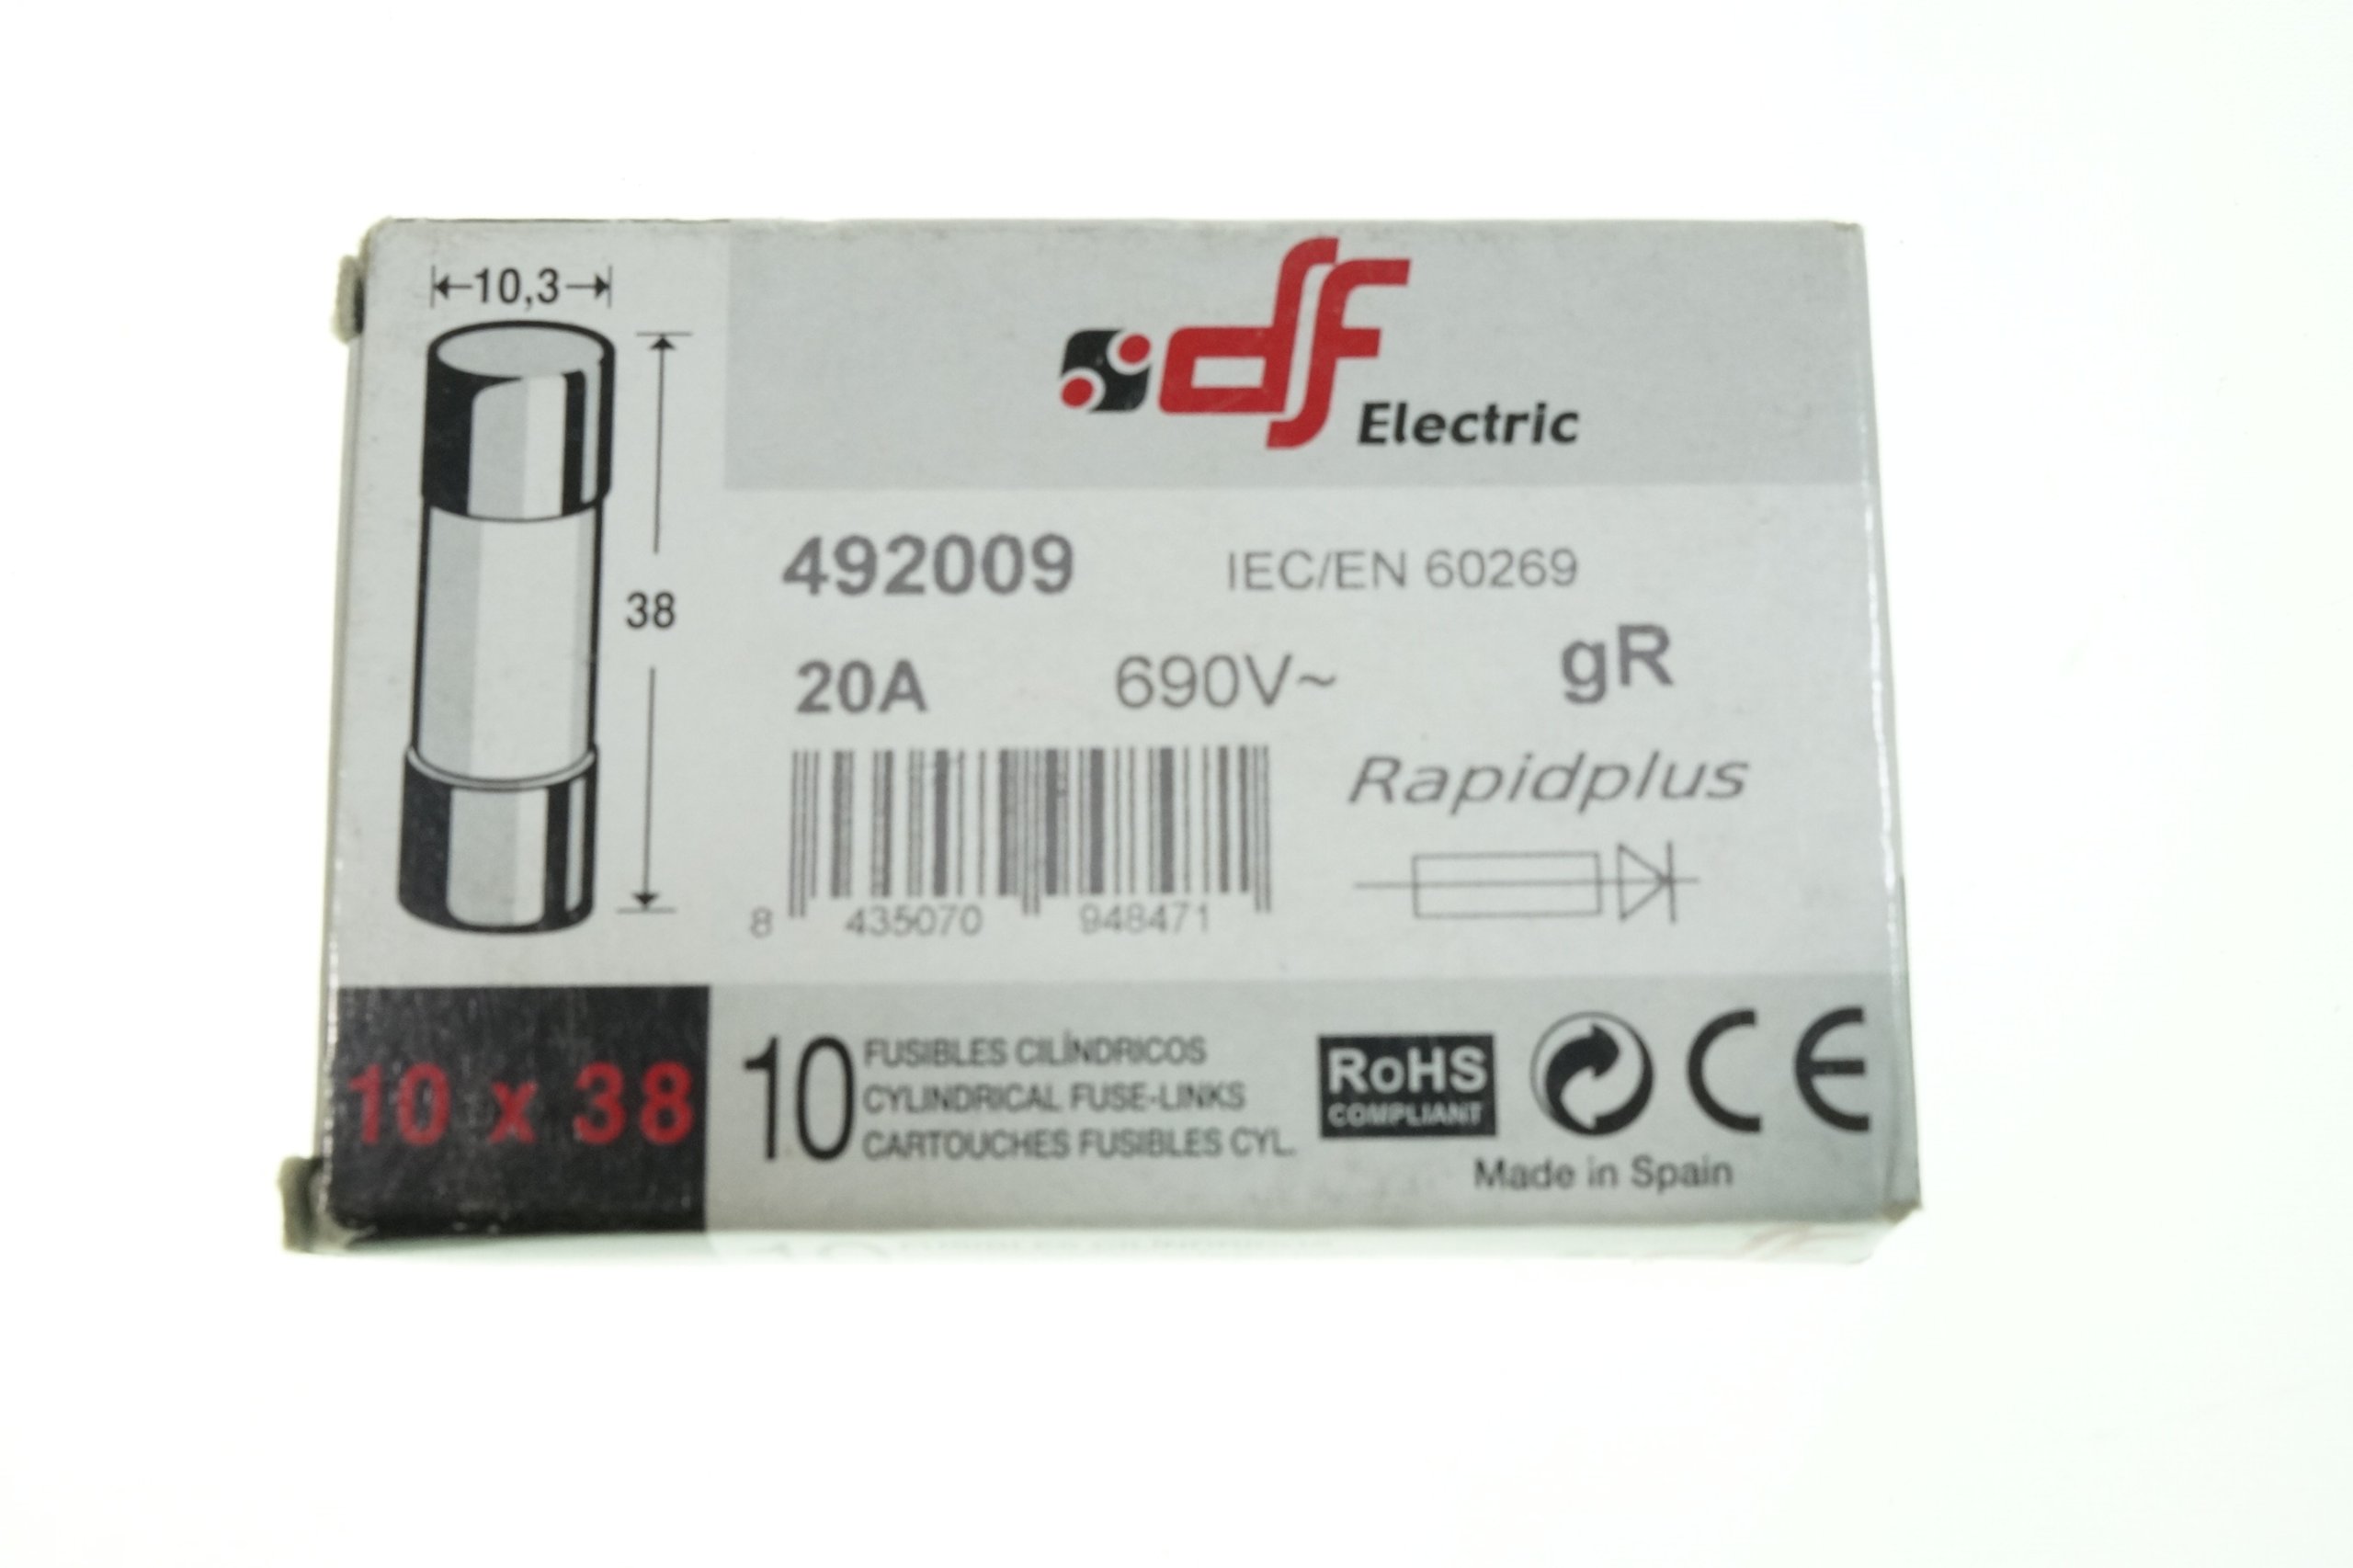 10,3
38
df Electric
492009 IEC/EN 60269
20A 690V~ gR
Rapidplus
8 435070 948471
10 x 38
10
FUSIBLES CILÍNDRICOS
CYLINDRICAL FUSE-LINKS
CARTOUCHES FUSIBLES CYL.
RoHS
COMPLIANT
CE
Made in Spain